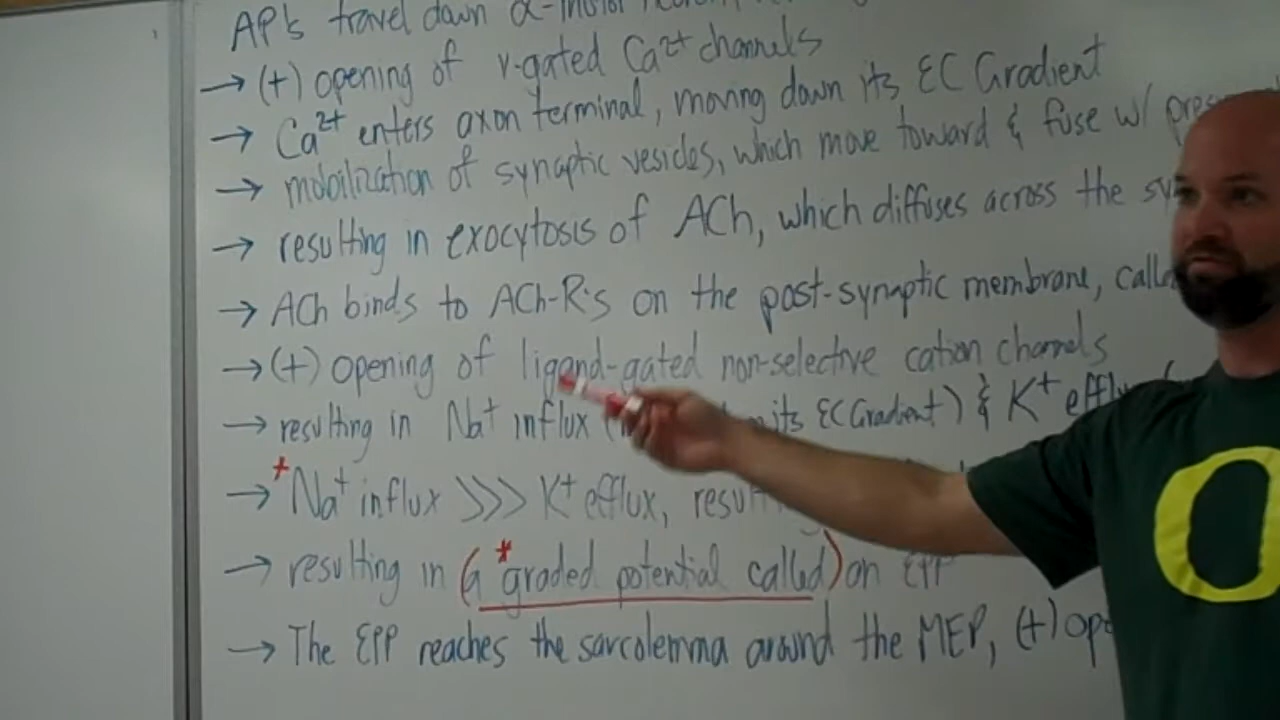 AP's travel down α-motor
→ (+) opening of v-gated Ca²⁺ channels
→ Ca²⁺ enters axon terminal, moving down its EC Gradient
→ mobilization of synaptic vesicles, which move toward & fuse w/
→ resulting in exocytosis of ACh, which diffuses across the
→ ACh binds to ACh-R's on the post-synaptic membrane,
→ (+) opening of ligand-gated non-selective cation channels
→ resulting in Na⁺ influx ( its EC Gradient) & K⁺
→ *Na⁺ influx >>> K⁺ efflux,
→ resulting in (a *graded potential called) an EPP
→ The EPP reaches the sarcolemma around the MEP, (+)
O